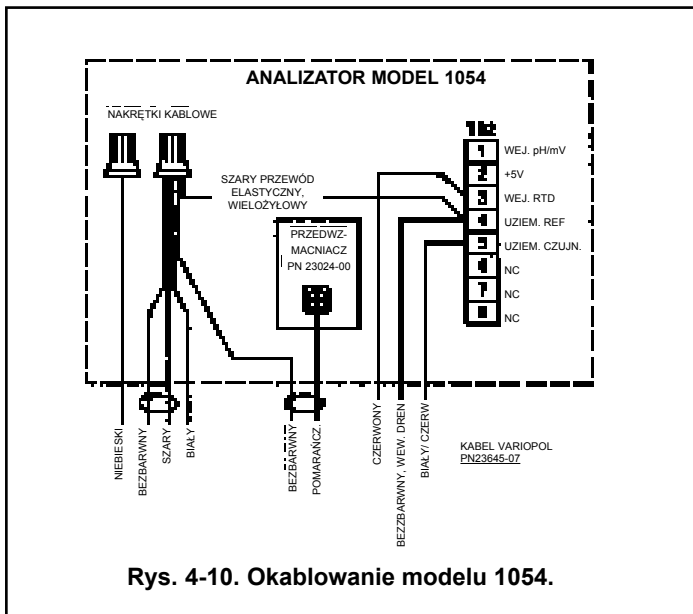 ANALIZATOR MODEL 1054
NAKRĘTKI KABLOWE
SZARY PRZEWÓD
ELASTYCZNY,
WIELOŻYŁOWY
PRZEDWZ-
MACNIACZ
PN 23024-00
1 WEJ. pH/mV
2 +5V
3 WEJ. RTD
4 UZIEM. REF
5 UZIEM. CZUJN.
6 NC
7 NC
8 NC
NIEBIESKI
BEZBARWNY
SZARY
BIAŁY
BEZBARWNY
POMARAŃCZ.
CZERWONY
BEZZBARWNY, WEW. DREN
BIAŁY/ CZERW
KABEL VARIOPOL
PN23645-07
Rys. 4-10. Okablowanie modelu 1054.